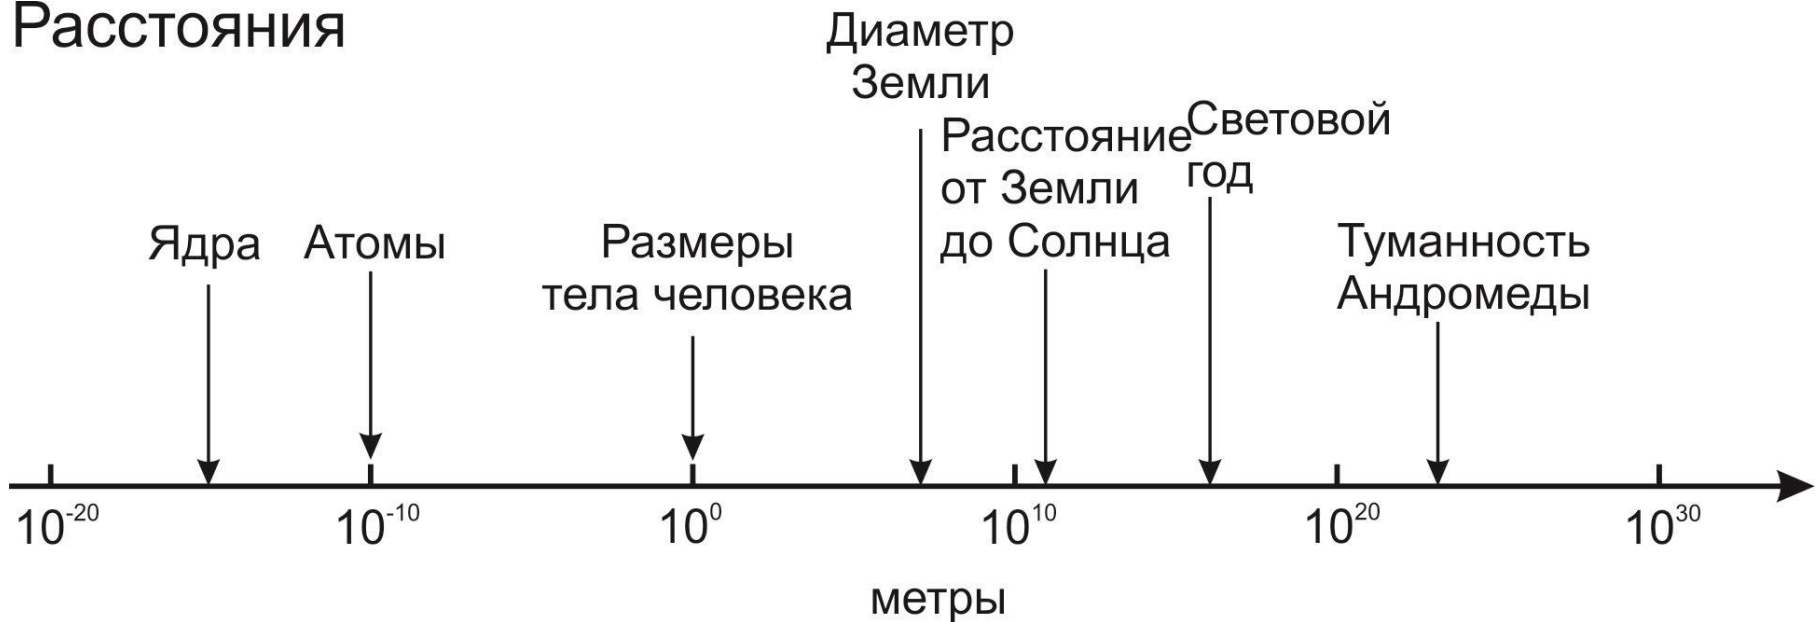 Расстояния
Диаметр
Земли
Расстояние
от Земли
до Солнца
Световой
год
Ядра
Атомы
Размеры
тела человека
Туманность
Андромеды
10⁻²⁰
10⁻¹⁰
10⁰
10¹⁰
10²⁰
10³⁰
метры